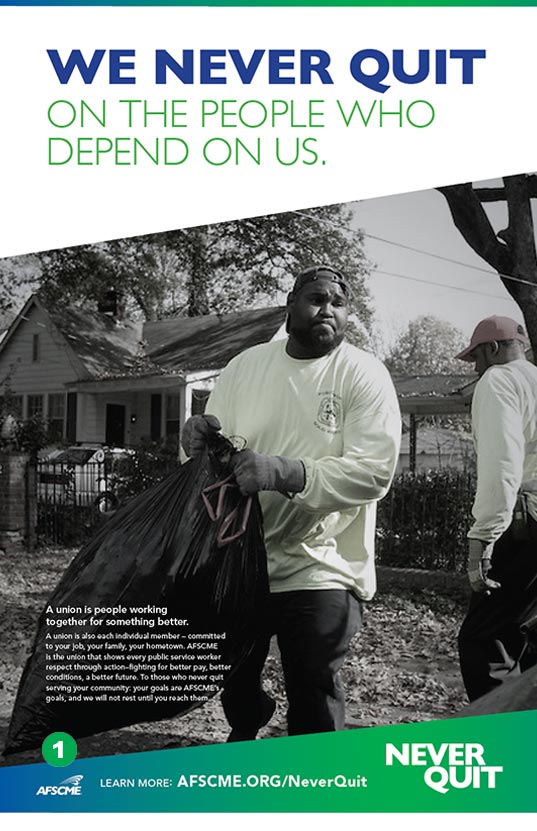 WE NEVER QUIT
ON THE PEOPLE WHO
DEPEND ON US.
A union is people working
together for something better.
A union is also each individual member – committed
to your job, your family, your hometown. AFSCME
is the union that shows every public service worker
respect through action–fighting for better pay, better
conditions, a better future. To those who never quit
serving your community: your goals are AFSCME's
goals, and we will not rest until you reach them.
1
AFSCME
LEARN MORE: AFSCME.ORG/NeverQuit
NEVER
QUIT